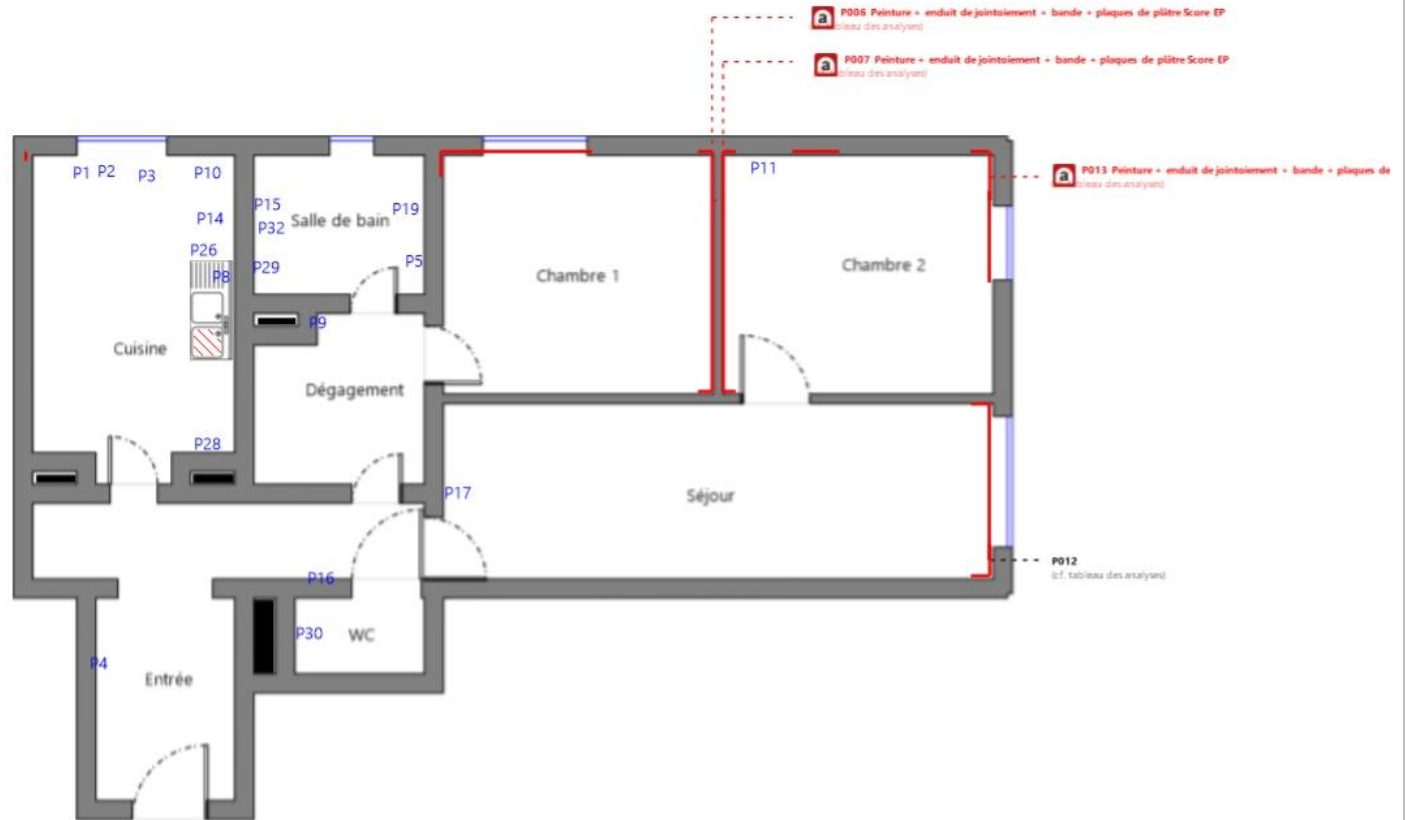 a P006 Peinture + enduit de jointoiement + bande + plaques de plâtre Score EP
tableau des analyses)
a P007 Peinture + enduit de jointoiement + bande + plaques de plâtre Score EP
bleau des analyses)
P1 P2 P3 P10
P11
a P013 Peinture + enduit de jointoiement + bande + plaques de
bleau des analyses)
P15 P19
P14 Salle de bain
P32
P26
P8 P29 P5
Chambre 1 Chambre 2
P9
Cuisine
Dégagement
P28
P17 Séjour
P012
(cf. tableau des analyses)
P16
P30 WC
P4
Entrée